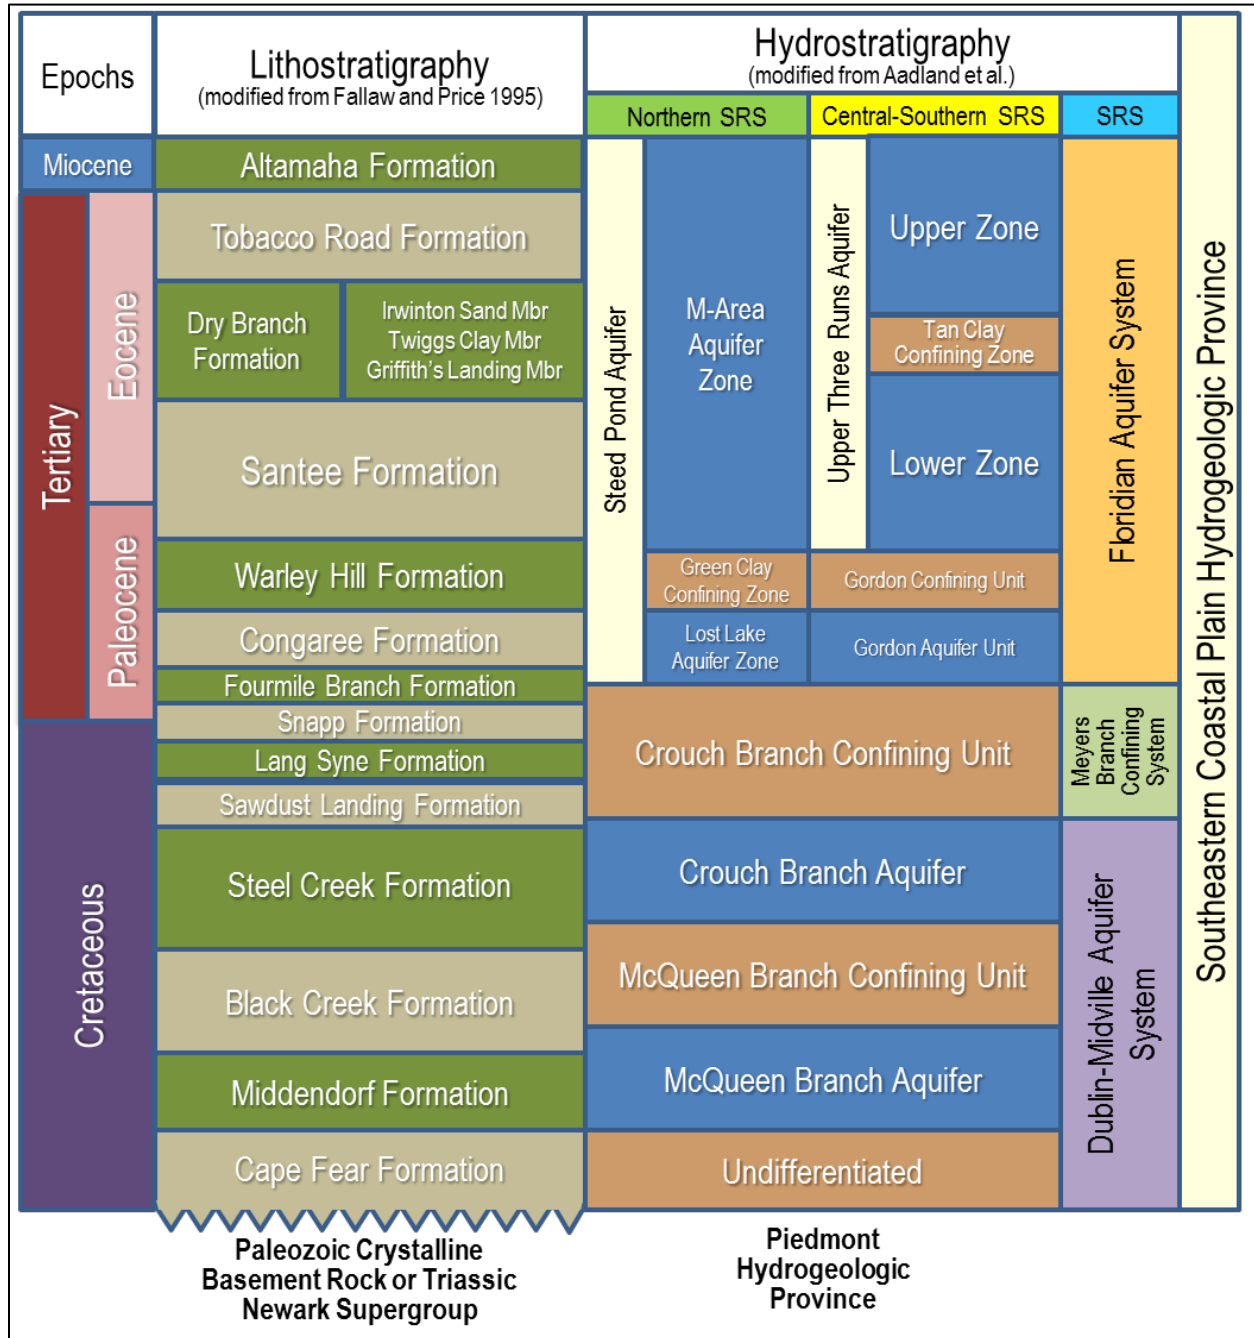 Epochs
Lithostratigraphy
(modified from Fallaw and Price 1995)
Hydrostratigraphy
(modified from Aadland et al.)
Northern SRS
Central-Southern SRS
SRS
Miocene
Tertiary
Eocene
Paleocene
Cretaceous
Altamaha Formation
Tobacco Road Formation
Dry Branch
Formation
Irwinton Sand Mbr
Twiggs Clay Mbr
Griffith's Landing Mbr
Santee Formation
Warley Hill Formation
Congaree Formation
Fourmile Branch Formation
Snapp Formation
Lang Syne Formation
Sawdust Landing Formation
Steel Creek Formation
Black Creek Formation
Middendorf Formation
Cape Fear Formation
Paleozoic Crystalline
Basement Rock or Triassic
Newark Supergroup
Steed Pond Aquifer
M-Area
Aquifer
Zone
Green Clay
Confining Zone
Lost Lake
Aquifer Zone
Upper Three Runs Aquifer
Upper Zone
Tan Clay
Confining Zone
Lower Zone
Gordon Confining Unit
Gordon Aquifer Unit
Crouch Branch Confining Unit
Crouch Branch Aquifer
McQueen Branch Confining Unit
McQueen Branch Aquifer
Undifferentiated
Piedmont
Hydrogeologic
Province
Floridian Aquifer System
Meyers
Branch
Confining
System
Dublin-Midville Aquifer
System
Southeastern Coastal Plain Hydrogeologic Province